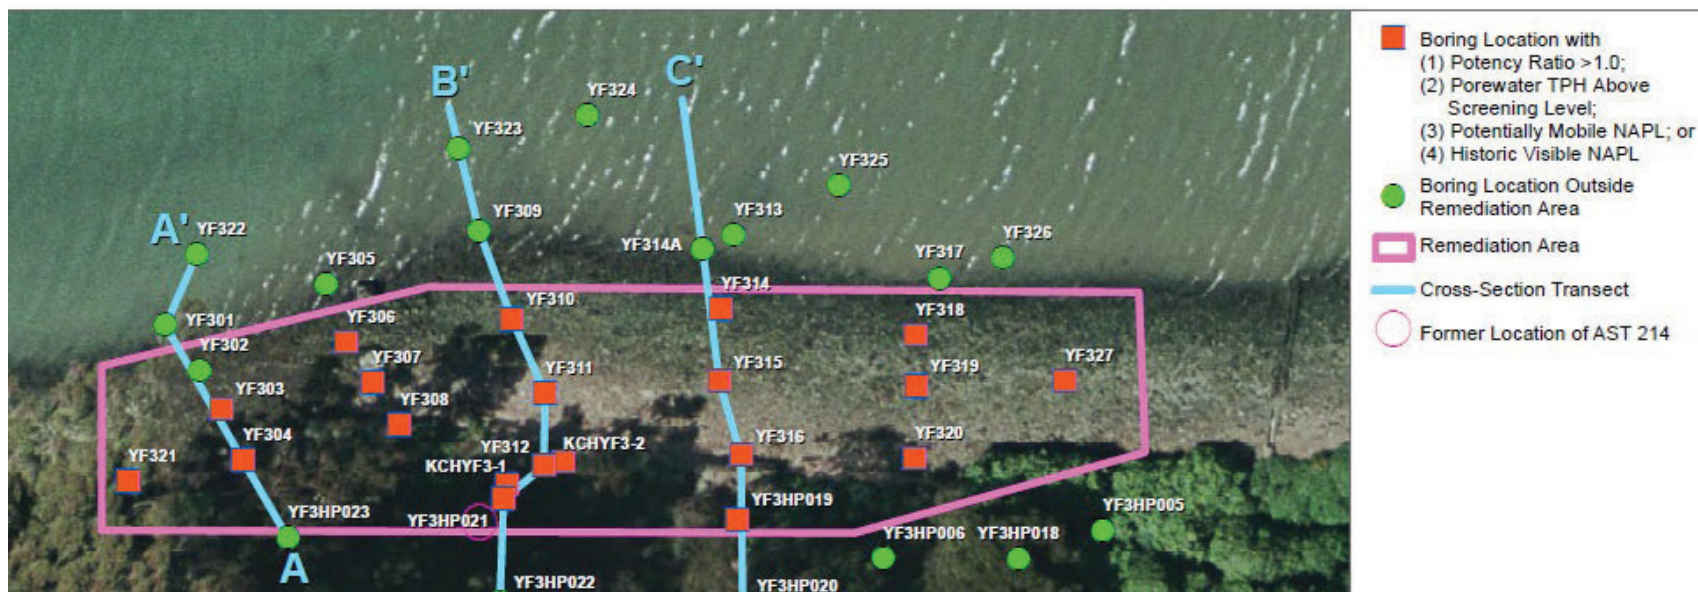 B'
C'
YF324
YF323
YF325
A'
YF322
YF309
YF313
YF314A
YF326
YF317
YF305
YF301
YF310
YF314
YF306
YF318
YF302
YF307
YF311
YF315
YF319
YF327
YF303
YF308
YF304
YF312
KCHYF3-2
YF316
YF320
YF321
KCHYF3-1
YF3HP023
YF3HP021
YF3HP019
YF3HP005
YF3HP006
YF3HP018
A
YF3HP022
YF3HP020
Boring Location with
(1) Potency Ratio >1.0;
(2) Porewater TPH Above
Screening Level;
(3) Potentially Mobile NAPL; or
(4) Historic Visible NAPL
Boring Location Outside
Remediation Area
Remediation Area
Cross-Section Transect
Former Location of AST 214